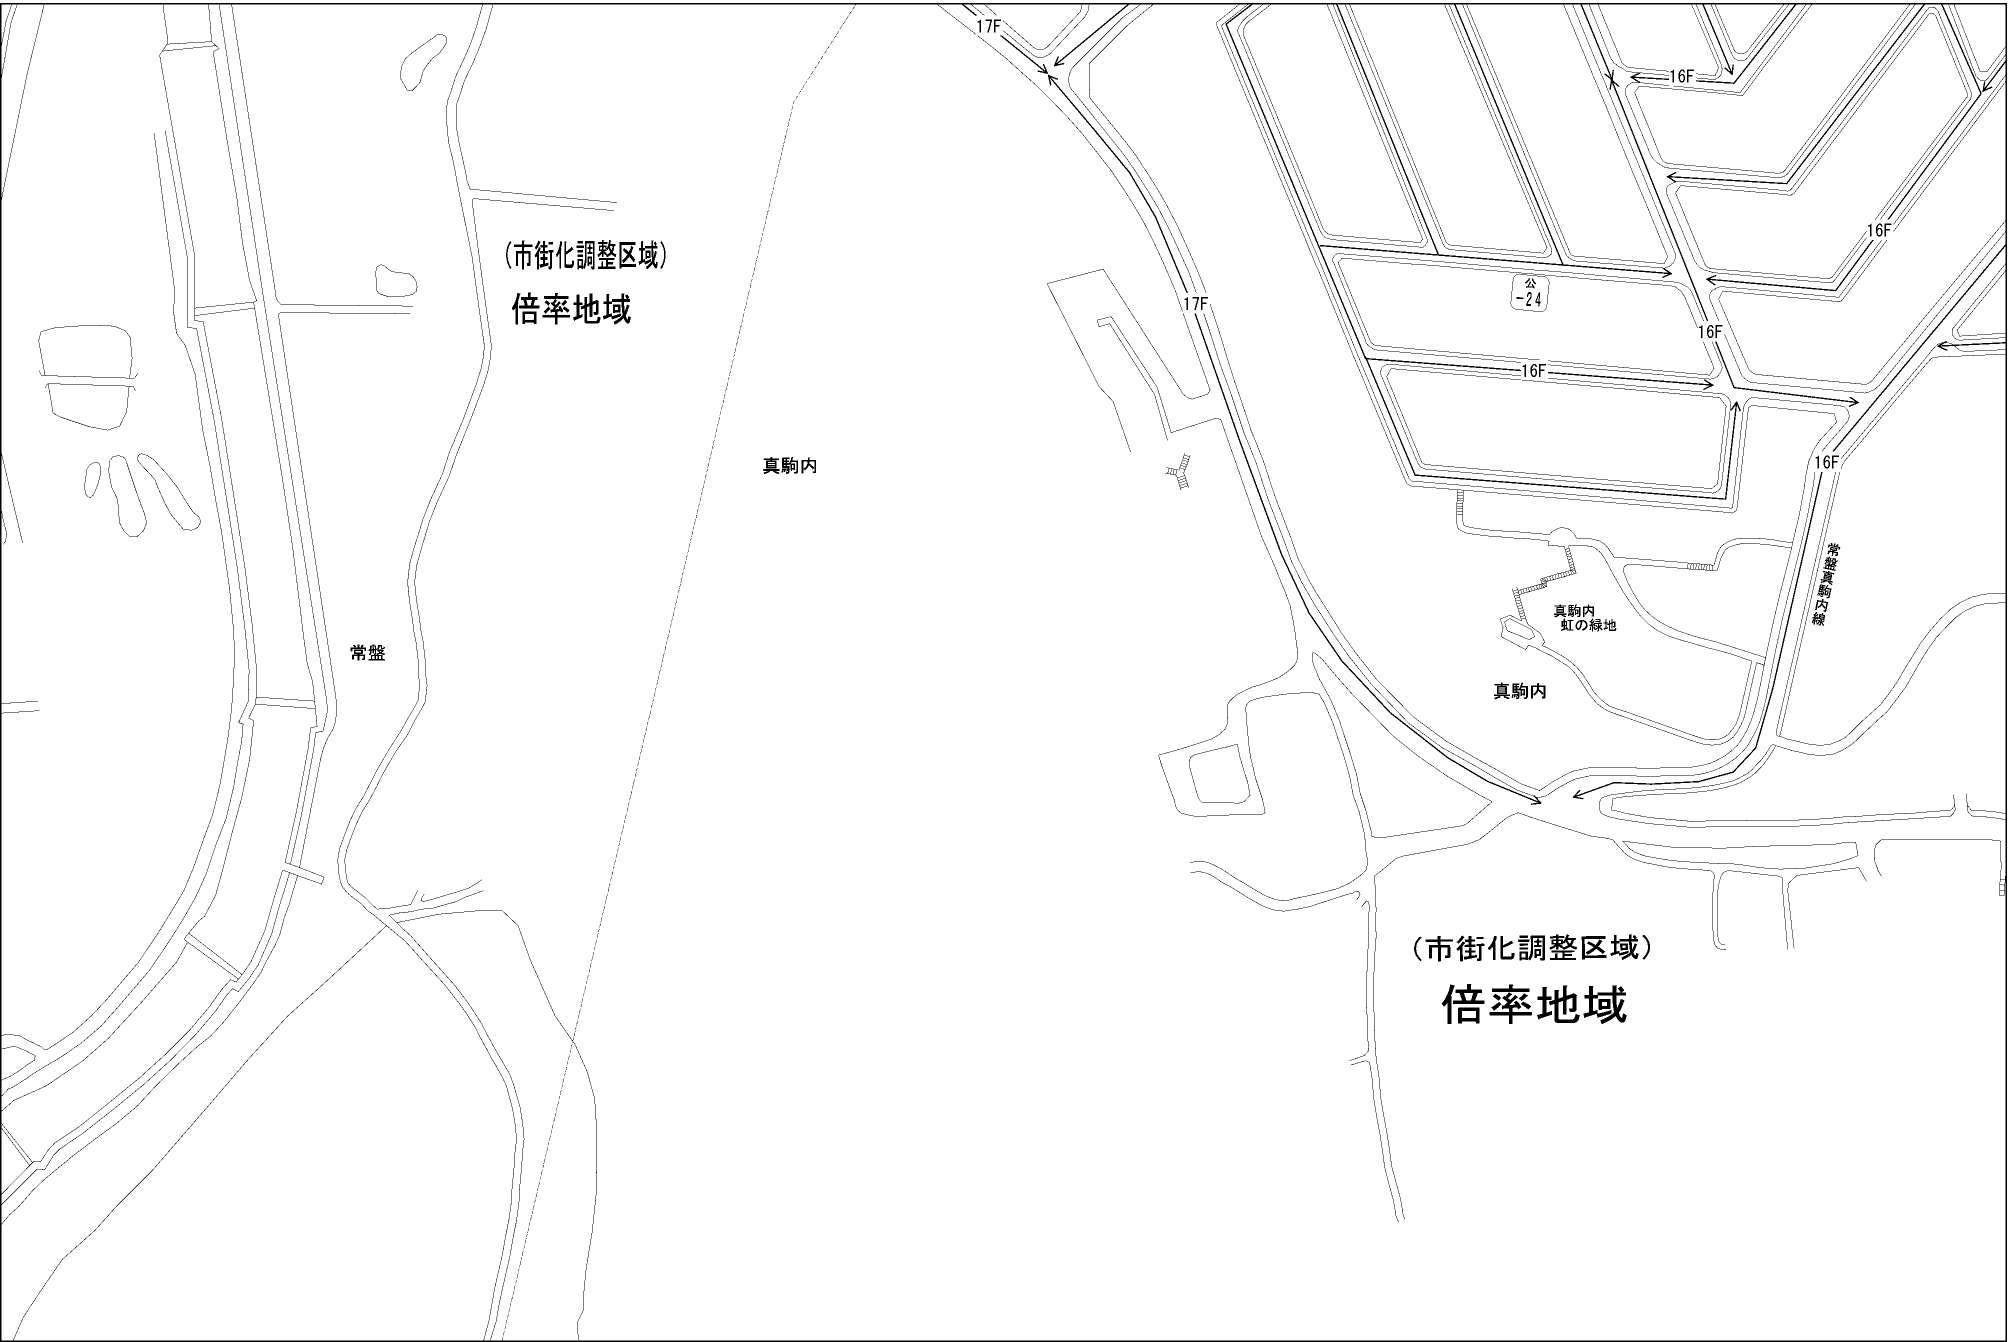 17F
16F
(市街化調整区域)
倍率地域
16F
公
-24
17F
16F
16F
真駒内
16F
常盤真駒内線
真駒内
虹の緑地
常盤
真駒内
(市街化調整区域)
倍率地域